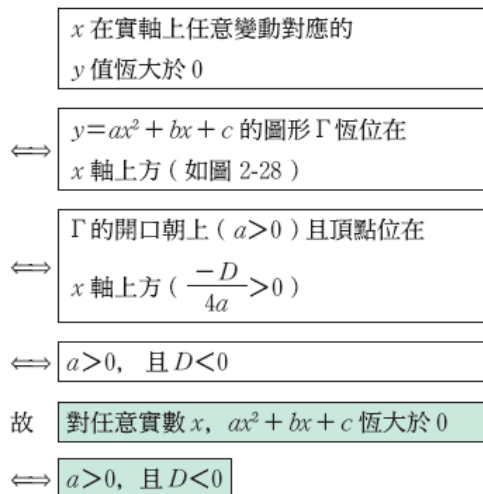 x 在實軸上任意變動對應的
y 值恆大於 0
⟺ y=ax²+bx+c 的圖形 Γ 恆位在
x 軸上方（如圖 2-28）
⟺ Γ 的開口朝上（a>0）且頂點位在
x 軸上方（\frac{-D}{4a}>0）
⟺ a>0，且 D<0
故 對任意實數 x，ax²+bx+c 恆大於 0
⟺ a>0，且 D<0